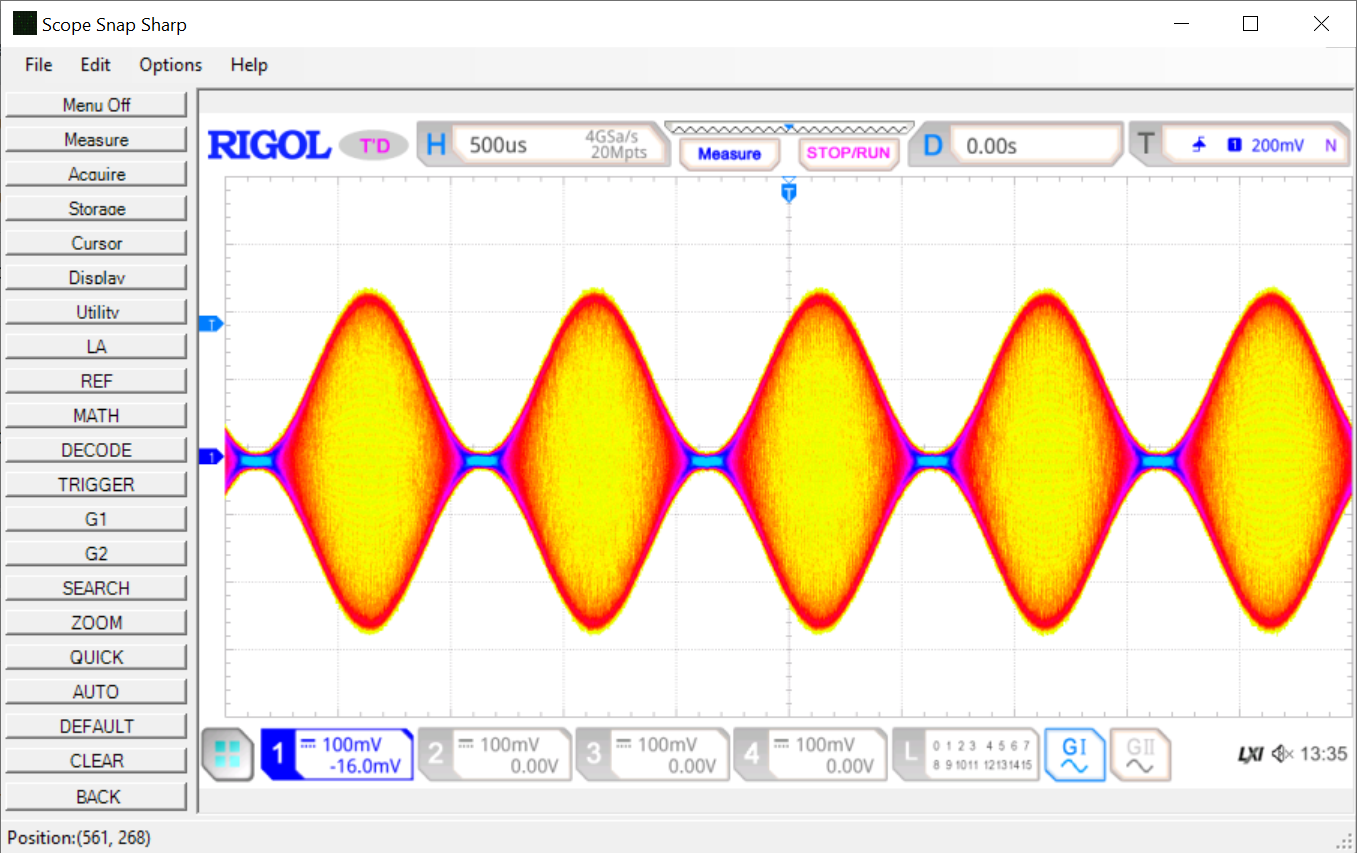 Scope Snap Sharp
File Edit Options Help
Menu Off
Measure
Acquire
Storage
Cursor
Display
Utility
LA
REF
MATH
DECODE
TRIGGER
G1
G2
SEARCH
ZOOM
QUICK
AUTO
DEFAULT
CLEAR
BACK
RIGOL T'D H 500us 4GSa/s 20Mpts Measure STOP/RUN D 0.00s T 1 200mV N
T
T
1
1 100mV -16.0mV
2 100mV 0.00V
3 100mV 0.00V
4 100mV 0.00V
L 0 1 2 3 4 5 6 7
8 9 10 11 12 13 14 15
GI
GII
LXI 13:35
Position:(561, 268)